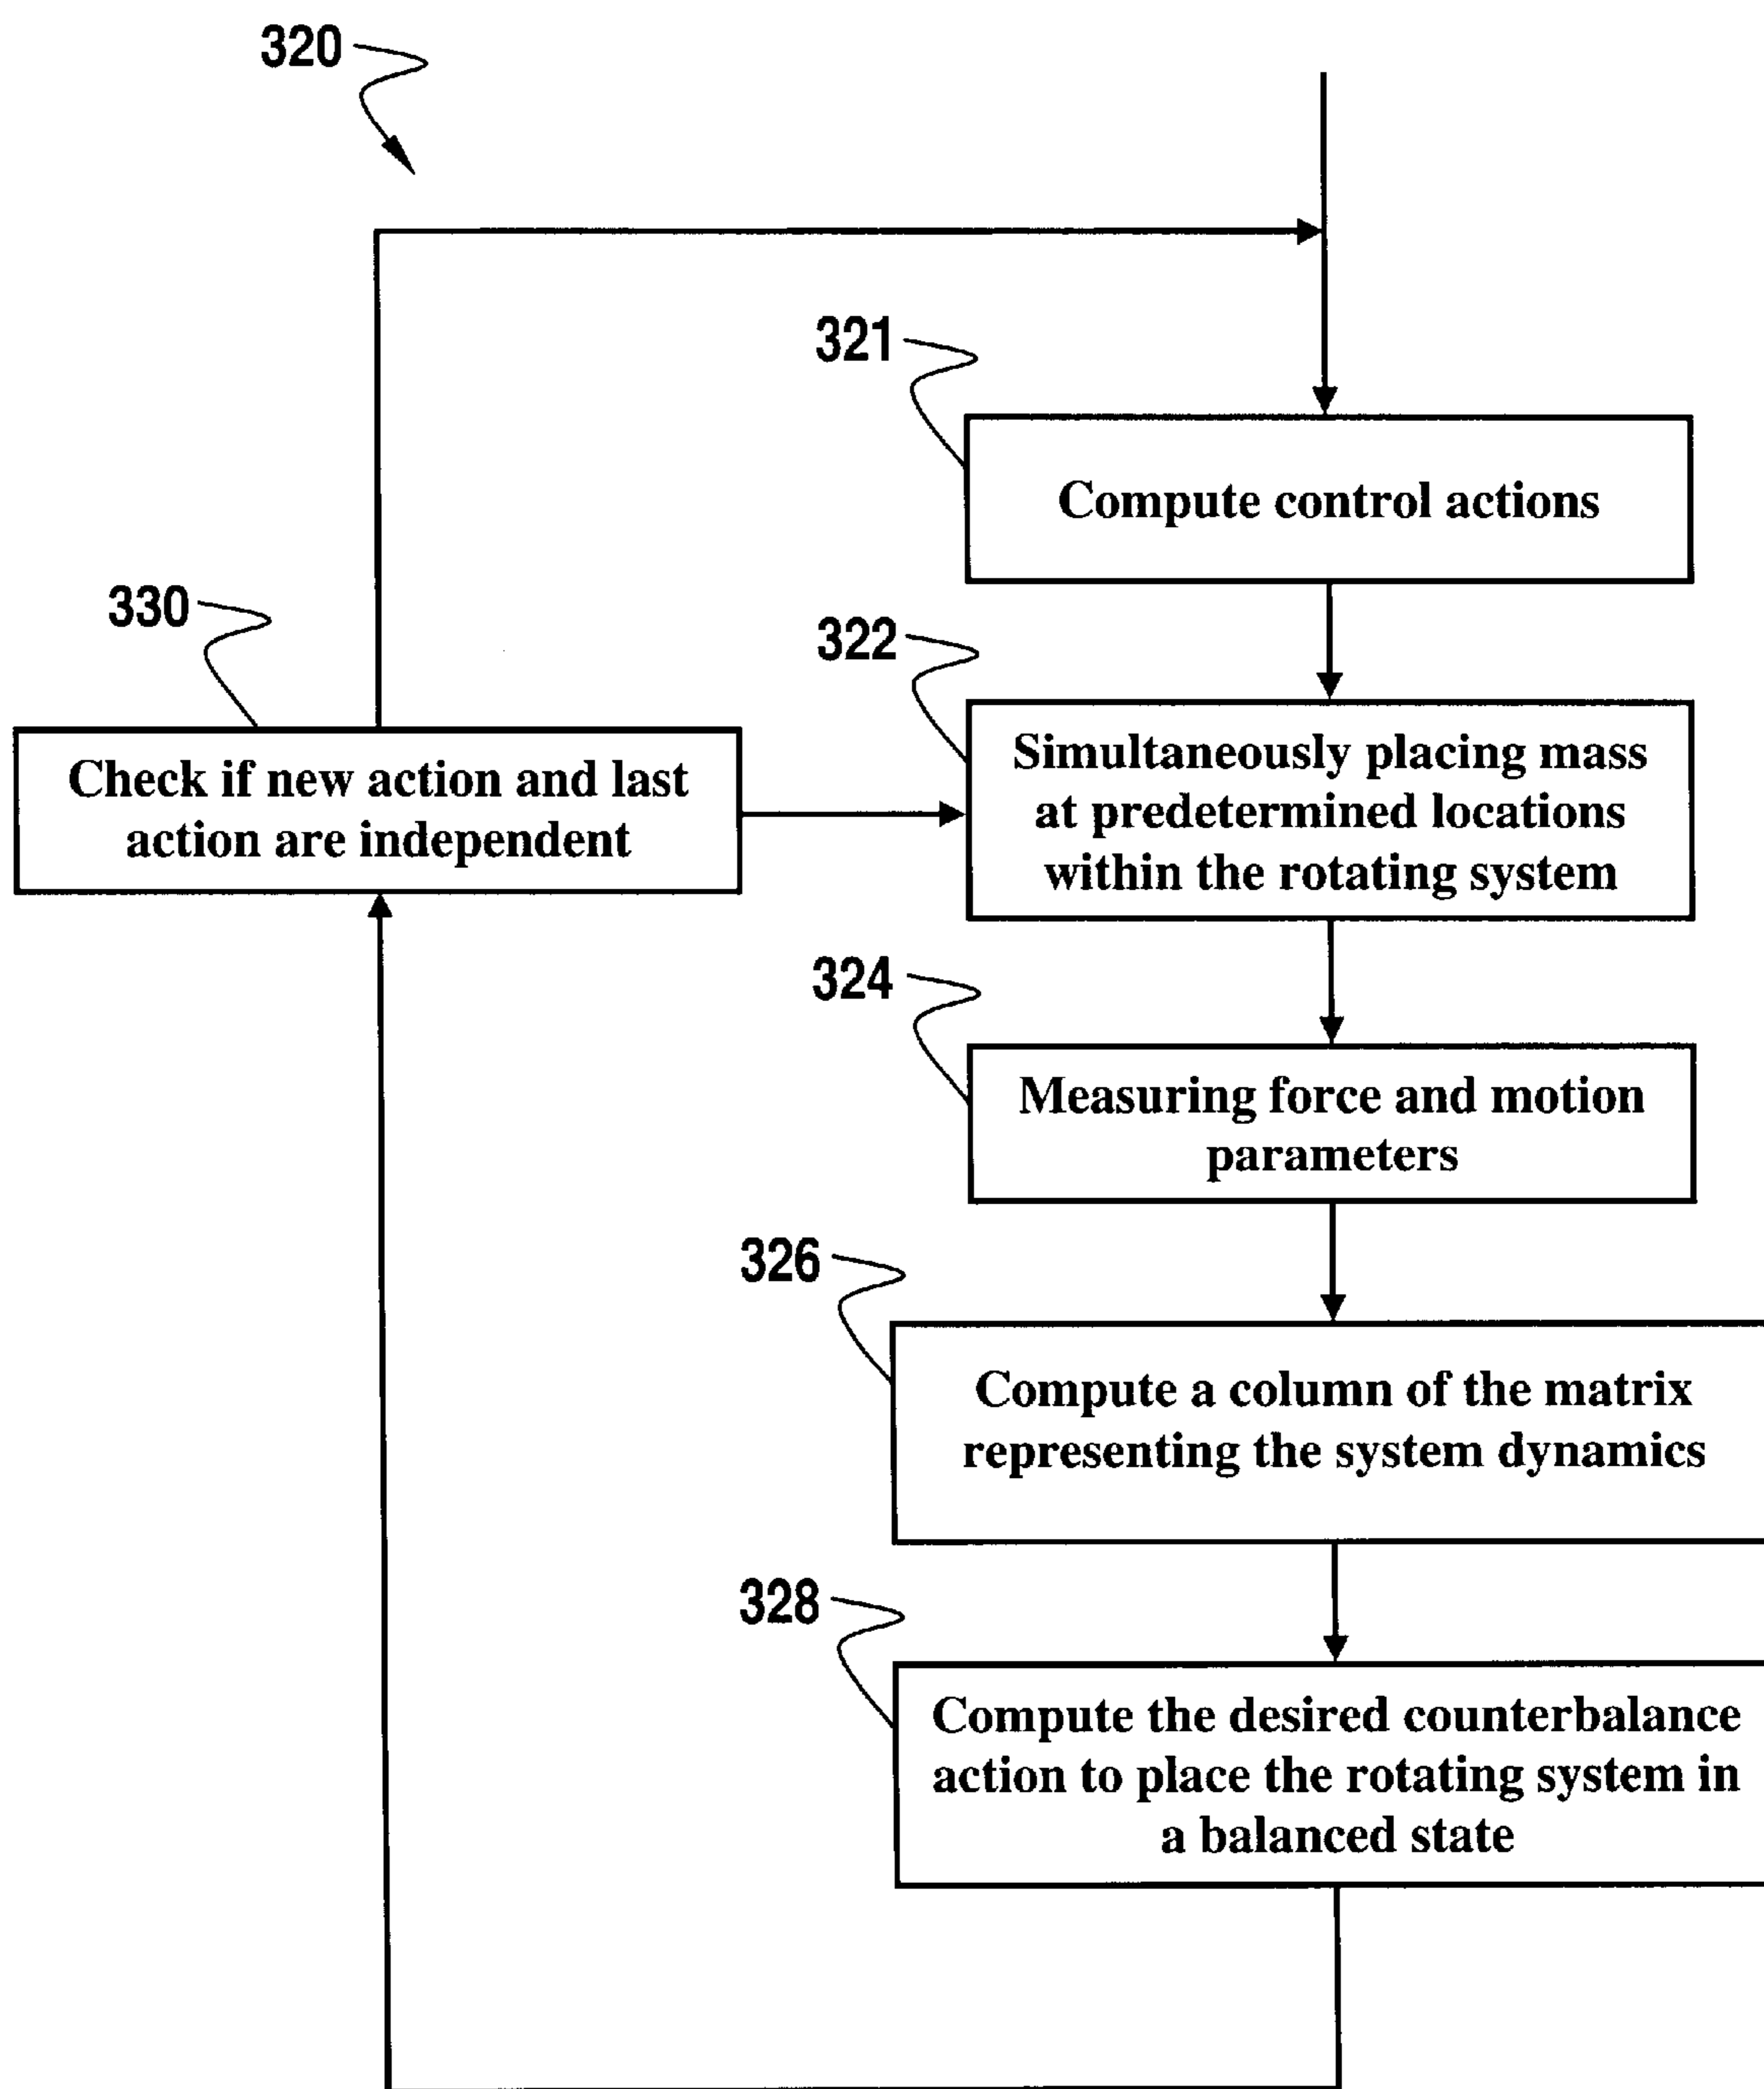 320
321
Compute control actions
330
322
Check if new action and last
action are independent
Simultaneously placing mass
at predetermined locations
within the rotating system
324
Measuring force and motion
parameters
326
Compute a column of the matrix
representing the system dynamics
328
Compute the desired counterbalance
action to place the rotating system in
a balanced state